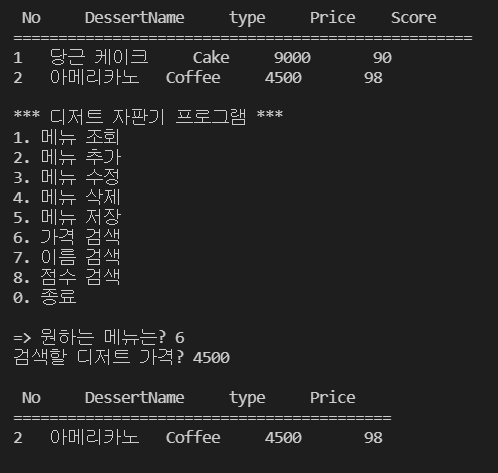 No     DessertName     type     Price    Score
===================================================
1   당근 케이크     Cake     9000       90
2   아메리카노   Coffee     4500       98
*** 디저트 자판기 프로그램 ***
1. 메뉴 조회
2. 메뉴 추가
3. 메뉴 수정
4. 메뉴 삭제
5. 메뉴 저장
6. 가격 검색
7. 이름 검색
8. 점수 검색
0. 종료
=> 원하는 메뉴는? 6
검색할 디저트 가격? 4500
No     DessertName     type     Price
==========================================
2   아메리카노   Coffee     4500       98